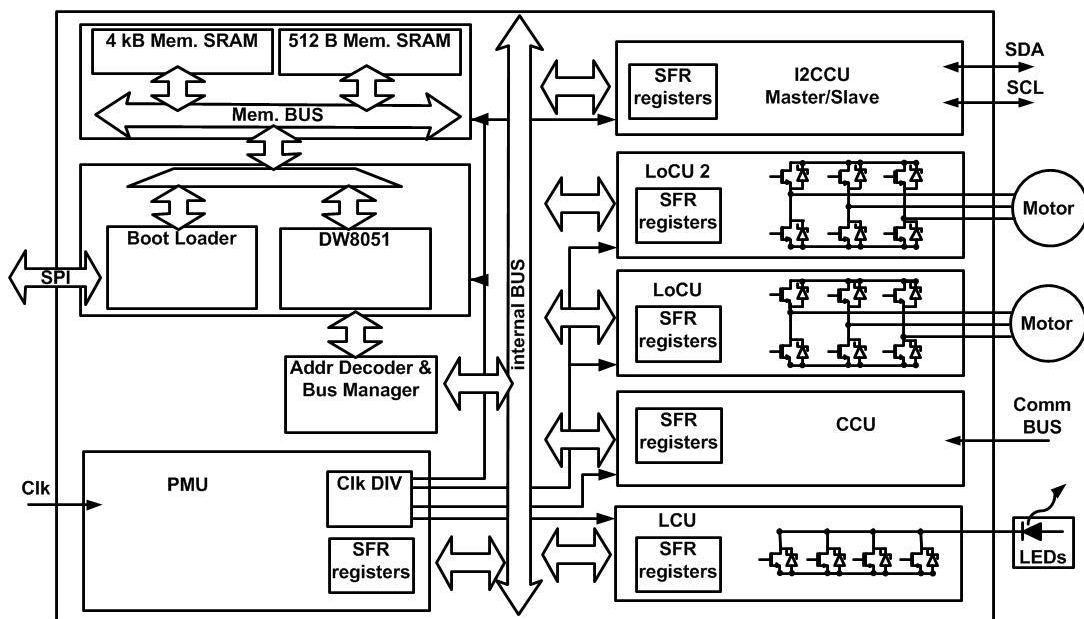 4 kB Mem. SRAM
512 B Mem. SRAM
Mem. BUS
Boot Loader
DW8051
SPI
Addr Decoder &
Bus Manager
Clk
PMU
Clk DIV
SFR
registers
internal BUS
SFR
registers
I2CCU
Master/Slave
SDA
SCL
LoCU 2
SFR
registers
Motor
LoCU
SFR
registers
Motor
SFR
registers
CCU
Comm
BUS
LCU
SFR
registers
LEDs